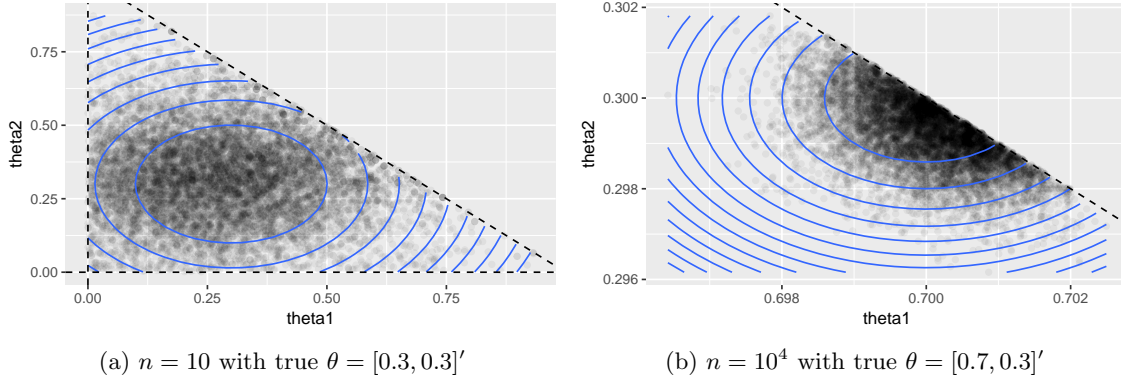 0.75
0.50
0.25
0.00
theta2
0.00
0.25
0.50
0.75
theta1
0.302
0.300
0.298
0.296
theta2
0.698
0.700
0.702
theta1
(a) n = 10 with true θ = [0.3, 0.3]′
(b) n = 10⁴ with true θ = [0.7, 0.3]′